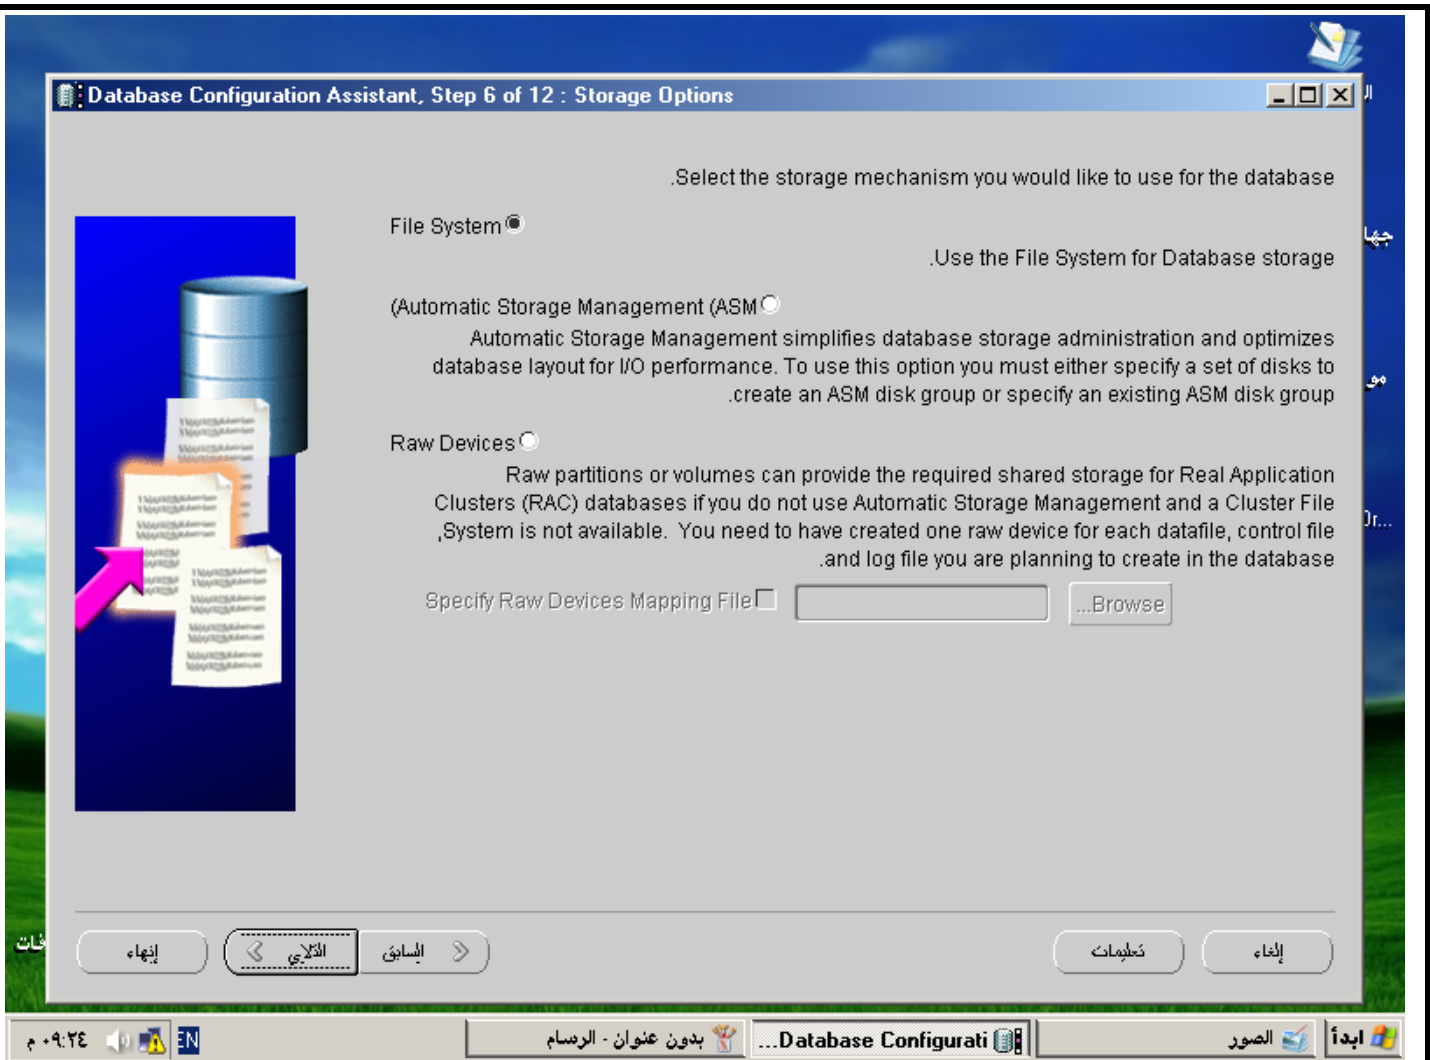 Database Configuration Assistant, Step 6 of 12 : Storage Options
.Select the storage mechanism you would like to use for the database
File System
.Use the File System for Database storage
(Automatic Storage Management (ASM
Automatic Storage Management simplifies database storage administration and optimizes
database layout for I/O performance. To use this option you must either specify a set of disks to
.create an ASM disk group or specify an existing ASM disk group
Raw Devices
Raw partitions or volumes can provide the required shared storage for Real Application
Clusters (RAC) databases if you do not use Automatic Storage Management and a Cluster File
,System is not available. You need to have created one raw device for each datafile, control file
.and log file you are planning to create in the database
Specify Raw Devices Mapping File
...Browse
إلغاء
تعليمات
السابق
التالي
إنهاء
ابدأ
الصور
...Database Configurati
بدون عنوان - الرسام
EN
٠٩:٢٤ م